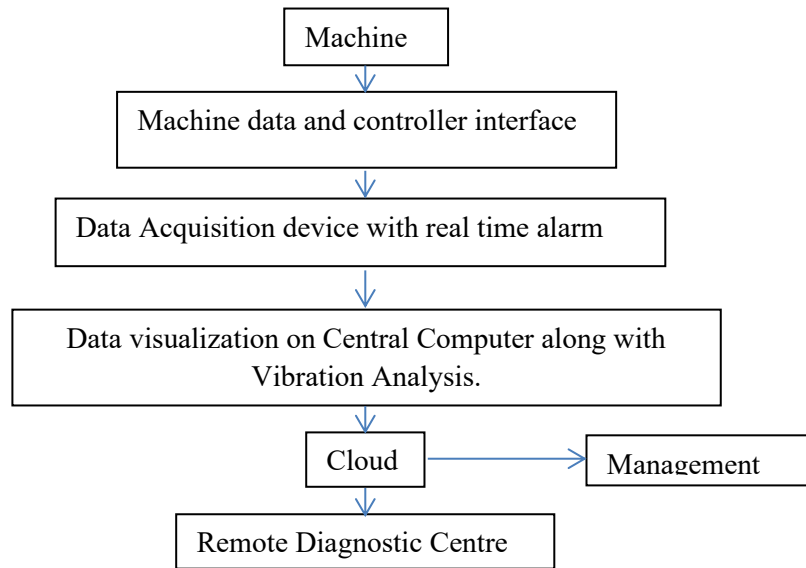 Machine
Machine data and controller interface
Data Acquisition device with real time alarm
Data visualization on Central Computer along with
Vibration Analysis.
Cloud
Management
Remote Diagnostic Centre